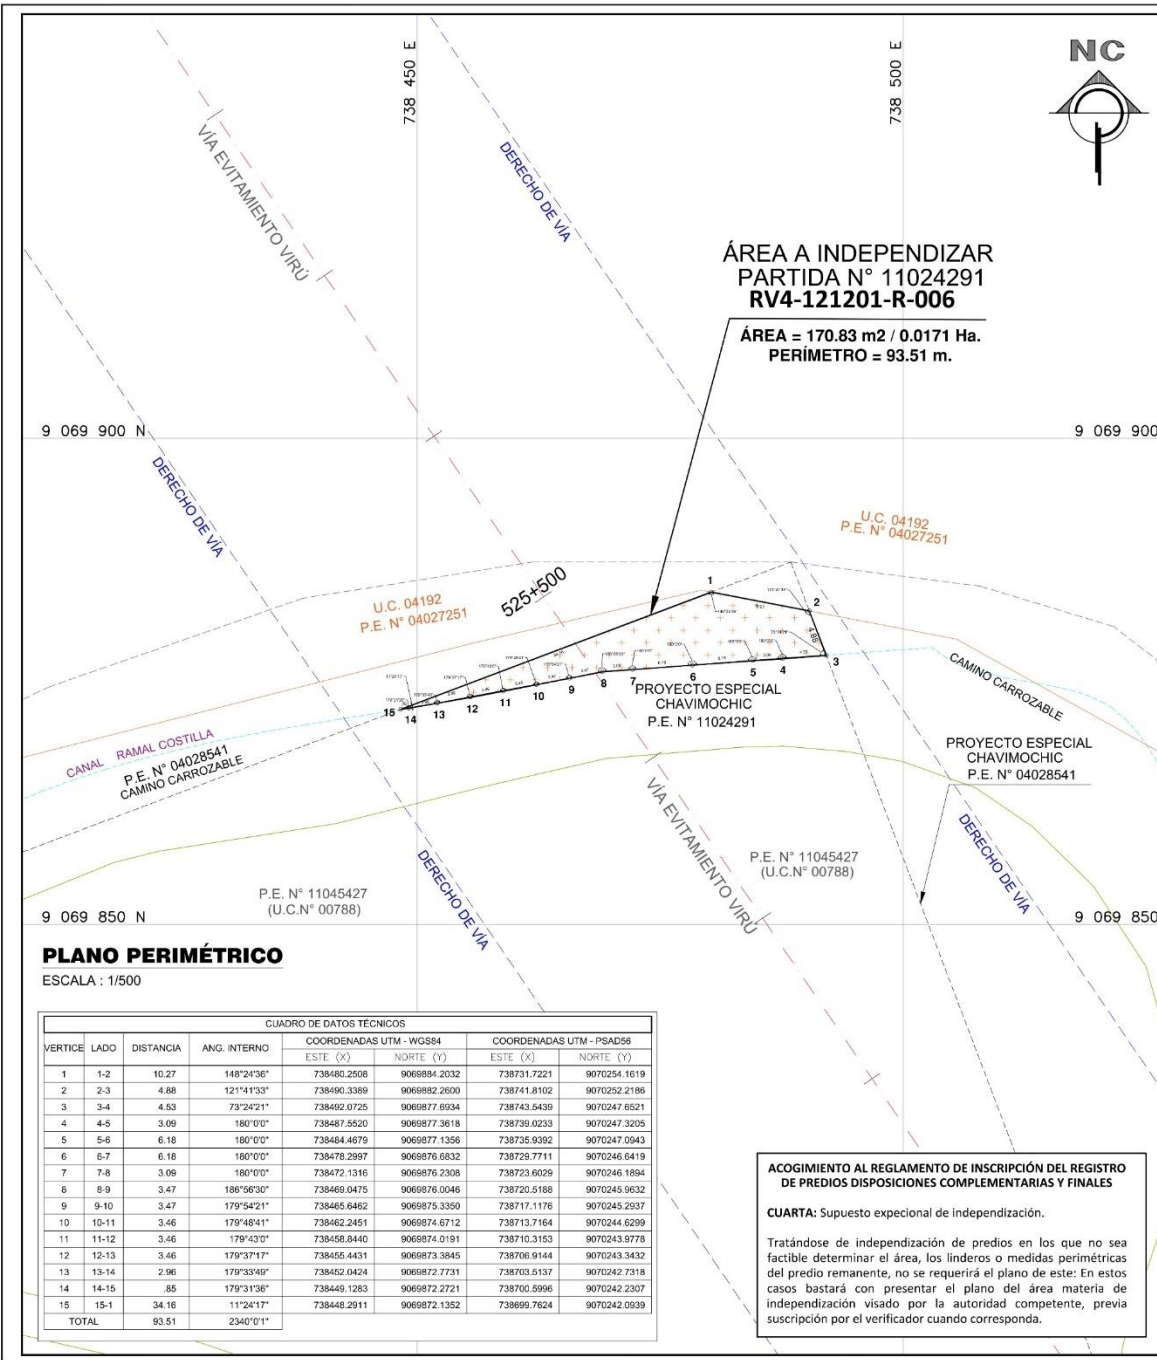 NC
738 450 E
738 500 E
VÍA EVITAMIENTO VIRÚ
DERECHO DE VÍA
ÁREA A INDEPENDIZAR
PARTIDA N° 11024291
RV4-121201-R-006
ÁREA = 170.83 m2 / 0.0171 Ha.
PERÍMETRO = 93.51 m.
9 069 900 N
9 069 900
DERECHO DE VÍA
U.C. 04192
P.E. N° 04027251
U.C. 04192
P.E. N° 04027251
525+500
1
2
3
4
5
6
7
8
9
10
11
12
13
14
15
4.88
PROYECTO ESPECIAL
CHAVIMOCHIC
P.E. N° 11024291
CAMINO CARROZABLE
CANAL RAMAL COSTILLA
P.E. N° 04028541
CAMINO CARROZABLE
PROYECTO ESPECIAL
CHAVIMOCHIC
P.E. N° 04028541
VÍA EVITAMIENTO VIRÚ
DERECHO DE VÍA
DERECHO DE VÍA
P.E. N° 11045427
(U.C.N° 00788)
P.E. N° 11045427
(U.C.N° 00788)
9 069 850 N
9 069 850
PLANO PERIMÉTRICO
ESCALA : 1/500
CUADRO DE DATOS TÉCNICOS
VERTICE LADO DISTANCIA ANG. INTERNO COORDENADAS UTM - WGS84 COORDENADAS UTM - PSAD56
ESTE (X) NORTE (Y) ESTE (X) NORTE (Y)
1 1-2 10.27 148°24'36" 738480.2508 9069884.2032 738731.7221 9070254.1619
2 2-3 4.88 121°41'33" 738490.3389 9069882.2600 738741.8102 9070252.2186
3 3-4 4.53 73°24'21" 738492.0725 9069877.6934 738743.5439 9070247.6521
4 4-5 3.09 180°0'0" 738487.5520 9069877.3618 738739.0233 9070247.3205
5 5-6 6.18 180°0'0" 738484.4679 9069877.1356 738735.9392 9070247.0943
6 6-7 6.18 180°0'0" 738478.2997 9069876.6832 738729.7711 9070246.6419
7 7-8 3.09 180°0'0" 738472.1316 9069876.2308 738723.6029 9070246.1894
8 8-9 3.47 186°56'30" 738469.0475 9069876.0046 738720.5188 9070245.9632
9 9-10 3.47 179°54'21" 738465.6462 9069875.3350 738717.1176 9070245.2937
10 10-11 3.46 179°48'41" 738462.2451 9069874.6712 738713.7164 9070244.6299
11 11-12 3.46 179°43'0" 738458.8440 9069874.0191 738710.3153 9070243.9778
12 12-13 3.46 179°37'17" 738455.4431 9069873.3845 738706.9144 9070243.3432
13 13-14 2.96 179°33'49" 738452.0424 9069872.7731 738703.5137 9070242.7318
14 14-15 .85 179°31'36" 738449.1283 9069872.2721 738700.5996 9070242.2307
15 15-1 34.16 11°24'17" 738448.2911 9069872.1352 738699.7624 9070242.0939
TOTAL 93.51 2340°0'1"
ACOGIMIENTO AL REGLAMENTO DE INSCRIPCIÓN DEL REGISTRO
DE PREDIOS DISPOSICIONES COMPLEMENTARIAS Y FINALES
CUARTA: Supuesto expecional de independización.
Tratándose de independización de predios en los que no sea
factible determinar el área, los linderos o medidas perimétricas
del predio remanente, no se requerirá el plano de este: En estos
casos bastará con presentar el plano del área materia de
independización visado por la autoridad competente, previa
suscripción por el verificador cuando corresponda.